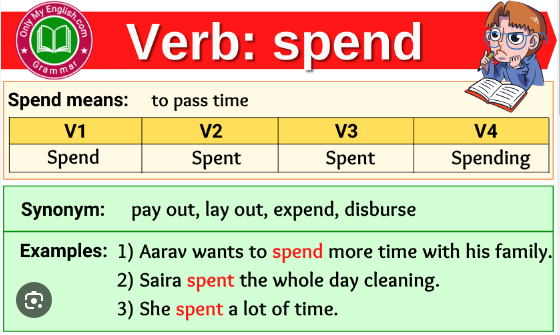 Only My English.com
Grammar
Verb: spend
Spend means: to pass time
V1 V2 V3 V4
Spend Spent Spent Spending
Synonym: pay out, lay out, expend, disburse
Examples: 1) Aarav wants to spend more time with his family.
2) Saira spent the whole day cleaning.
3) She spent a lot of time.